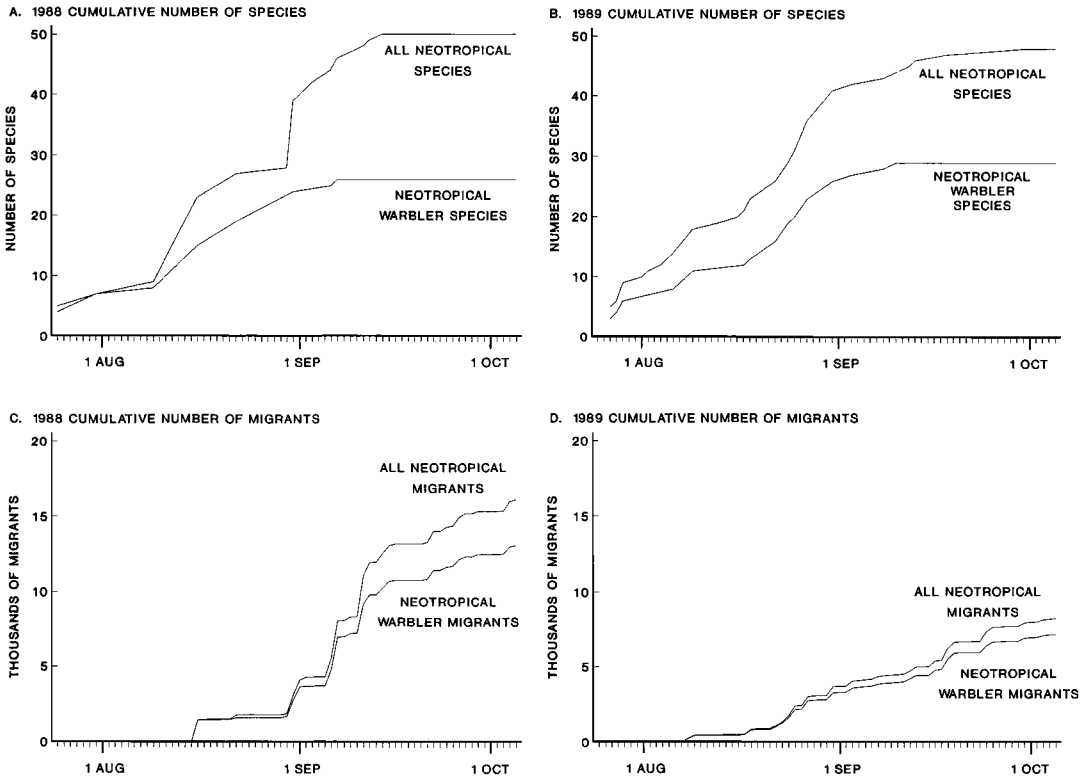 A. 1988 CUMULATIVE NUMBER OF SPECIES
NUMBER OF SPECIES
50
40
30
20
10
0
ALL NEOTROPICAL
SPECIES
NEOTROPICAL
WARBLER SPECIES
1 AUG
1 SEP
1 OCT
B. 1989 CUMULATIVE NUMBER OF SPECIES
NUMBER OF SPECIES
50
40
30
20
10
0
ALL NEOTROPICAL
SPECIES
NEOTROPICAL
WARBLER
SPECIES
1 AUG
1 SEP
1 OCT
C. 1988 CUMULATIVE NUMBER OF MIGRANTS
THOUSANDS OF MIGRANTS
20
15
10
5
0
ALL NEOTROPICAL
MIGRANTS
NEOTROPICAL
WARBLER MIGRANTS
1 AUG
1 SEP
1 OCT
D. 1989 CUMULATIVE NUMBER OF MIGRANTS
THOUSANDS OF MIGRANTS
20
15
10
5
0
ALL NEOTROPICAL
MIGRANTS
NEOTROPICAL
WARBLER MIGRANTS
1 AUG
1 SEP
1 OCT